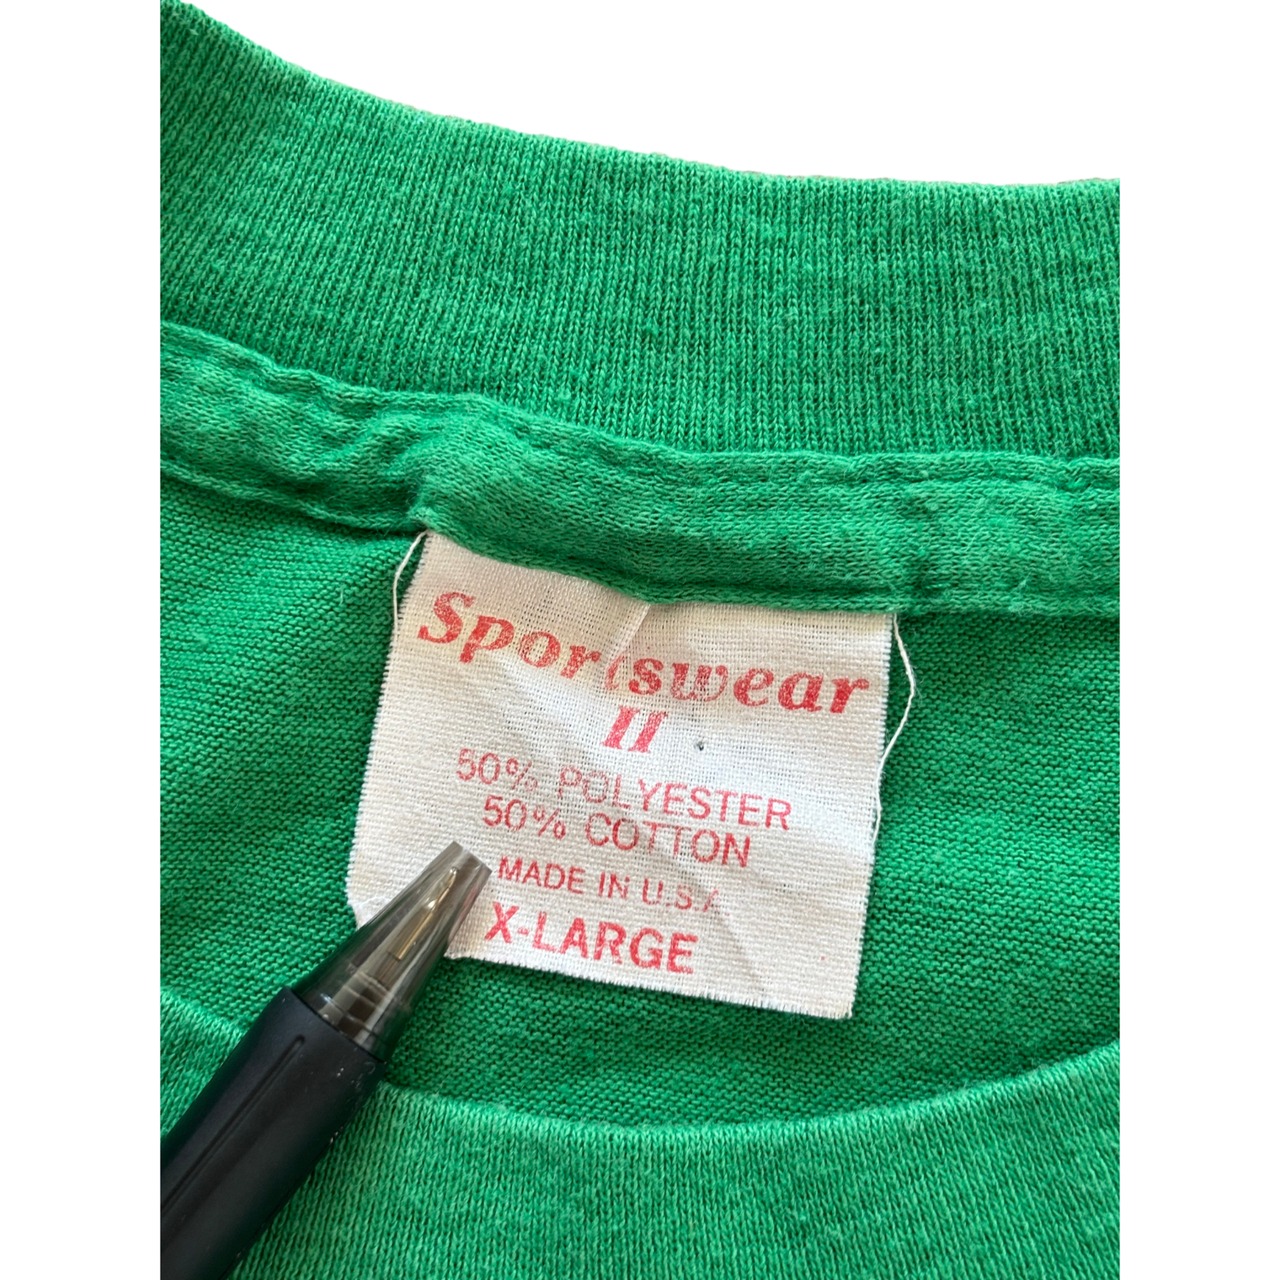 Sportswear
II
50% POLYESTER
50% COTTON
MADE IN U.S.A
X-LARGE